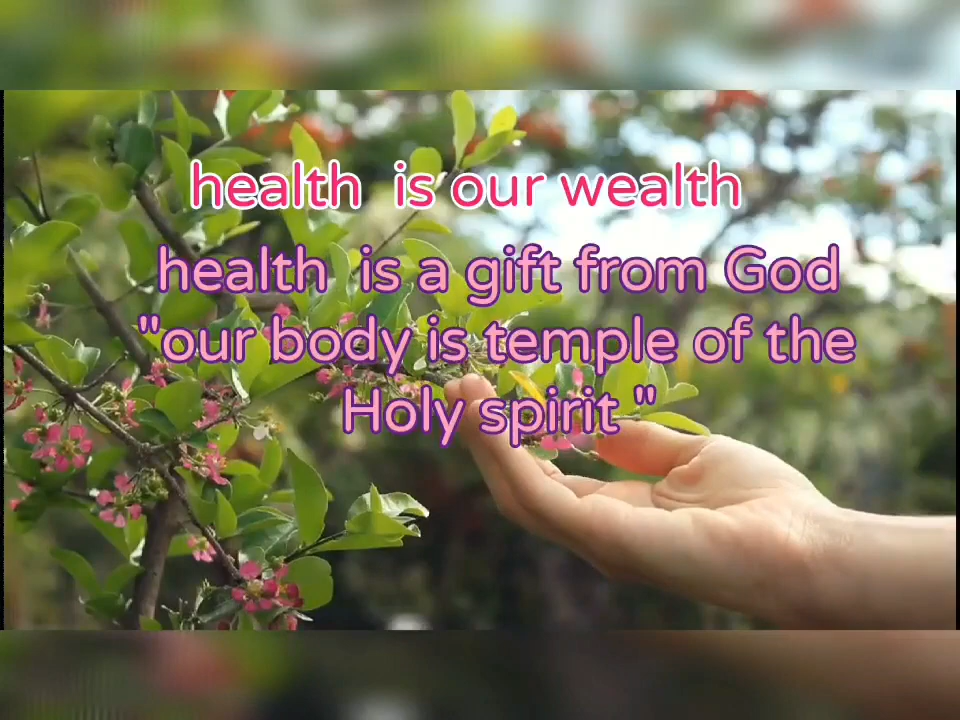 health is our wealth
health is a gift from God
"our body is temple of the
Holy spirit "